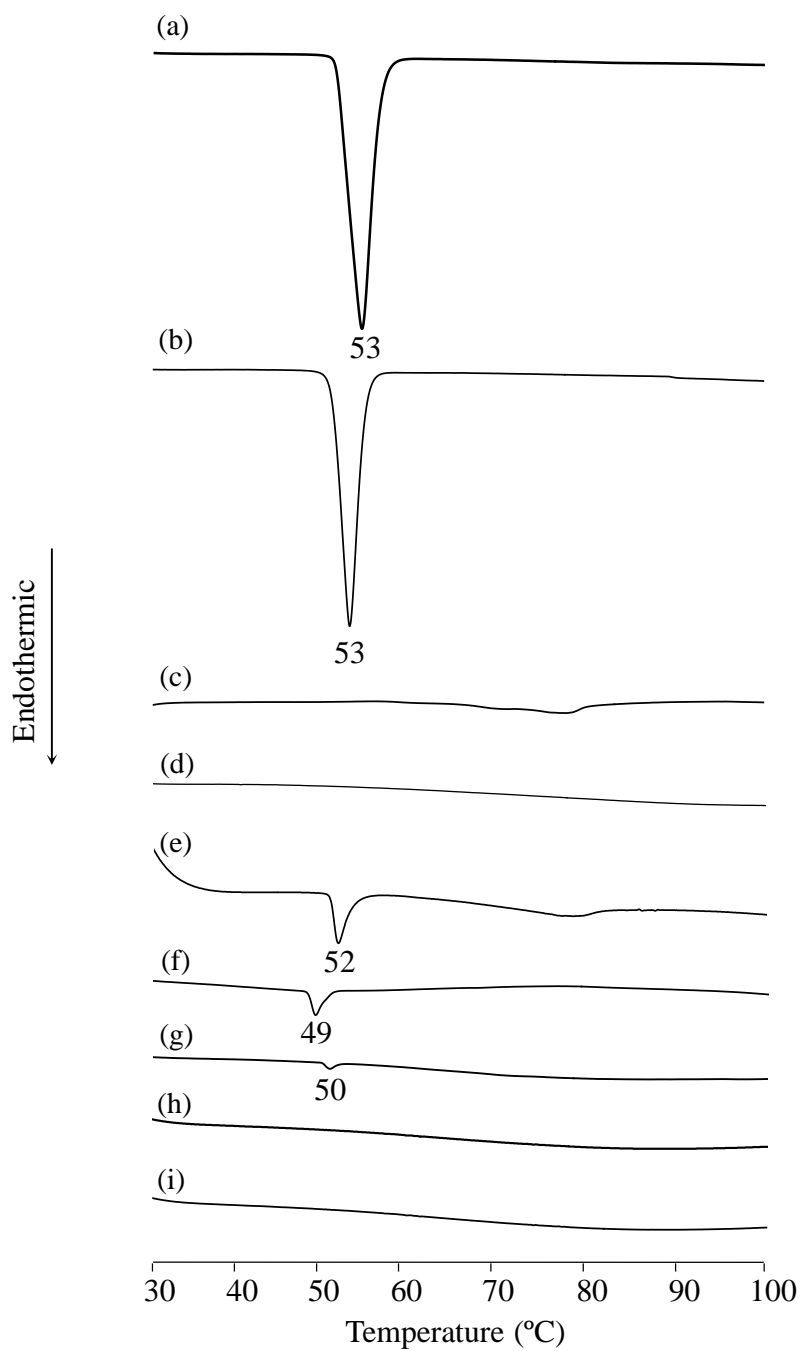 (a)
53
(b)
53
(c)
(d)
(e)
52
(f)
49
(g)
50
(h)
(i)
Endothermic
30 40 50 60 70 80 90 100
Temperature (ºC)